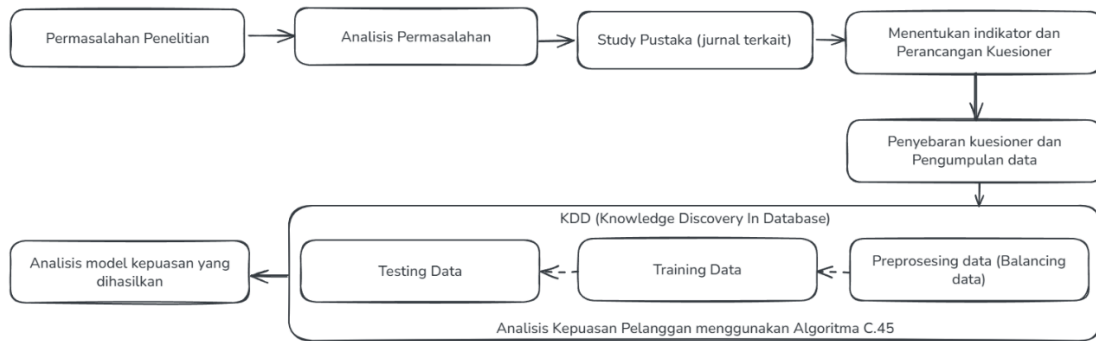 Permasalahan Penelitian
Analisis Permasalahan
Study Pustaka (jurnal terkait)
Menentukan indikator dan
Perancangan Kuesioner
Penyebaran kuesioner dan
Pengumpulan data
KDD (Knowledge Discovery In Database)
Preprosesing data (Balancing
data)
Training Data
Testing Data
Analisis Kepuasan Pelanggan menggunakan Algoritma C.45
Analisis model kepuasan yang
dihasilkan